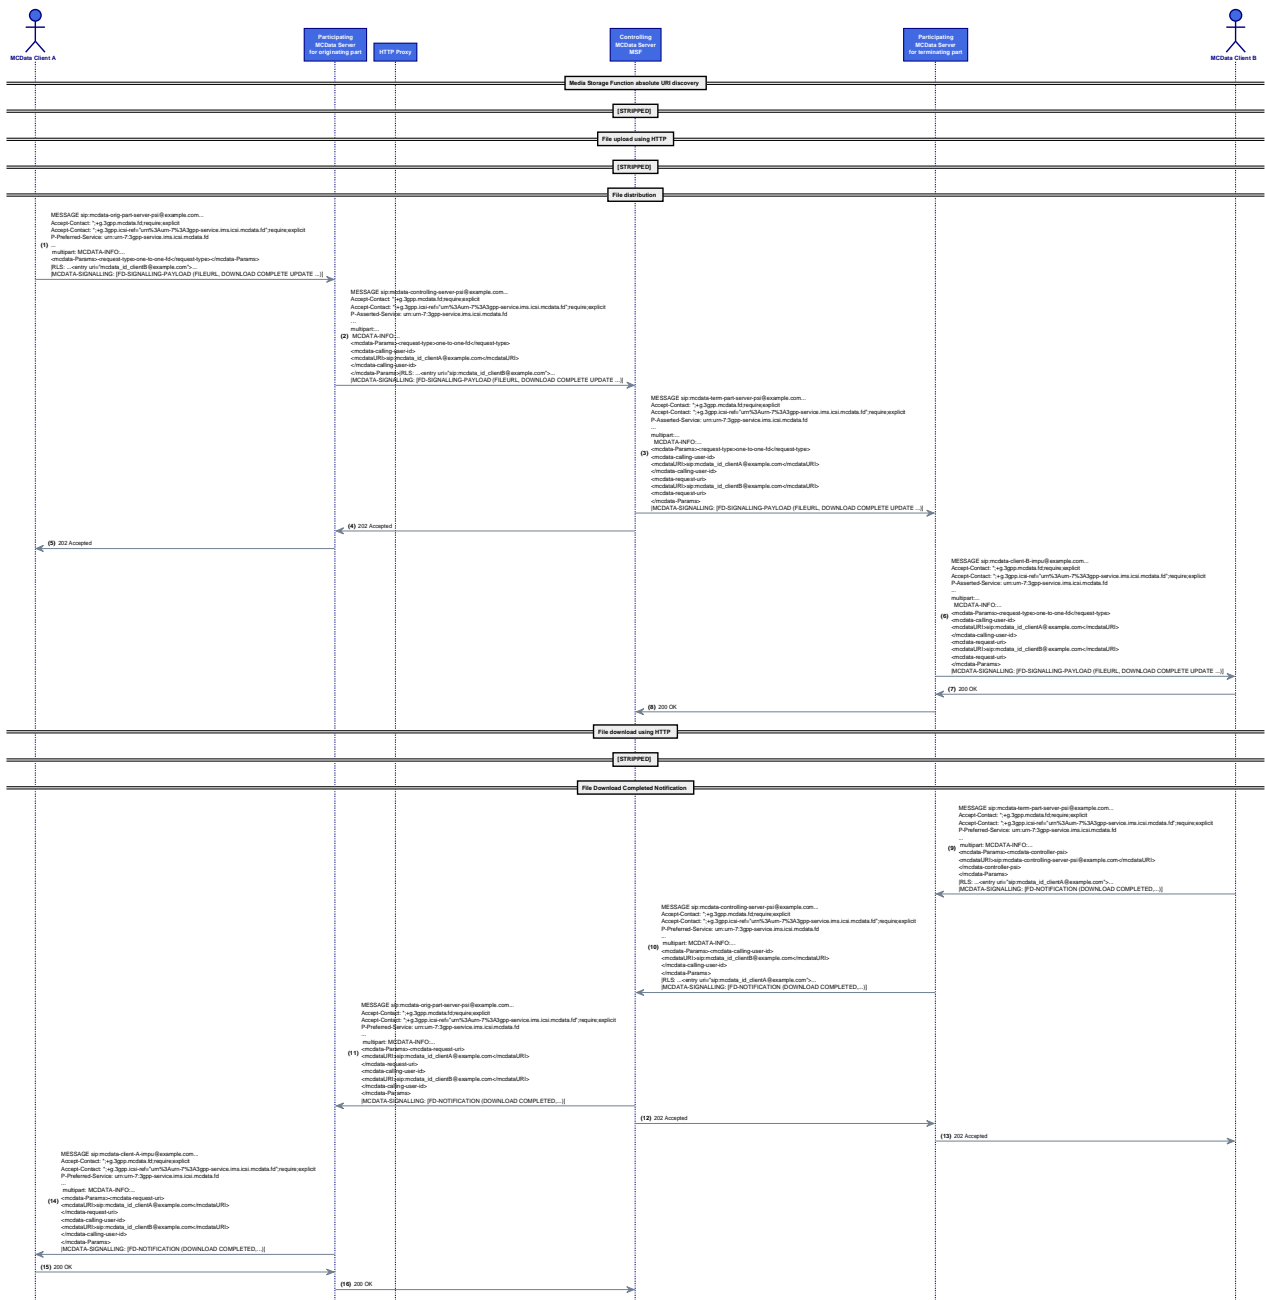 MCData Client A
Participating
MCData Server
for originating part
HTTP Proxy
Controlling
MCData Server
MSF
Participating
MCData Server
for terminating part
MCData Client B
Media Storage Function absolute URI discovery
[STRIPPED]
File upload using HTTP
[STRIPPED]
File distribution
MESSAGE sip:mcdata-orig-part-server-psi@example.com...
Accept-Contact: *;+g.3gpp.mcdata.fd;require;explicit
Accept-Contact: *;+g.3gpp.icsi-ref="urn%3Aurn-7%3A3gpp-service.ims.icsi.mcdata.fd";require;explicit
P-Preferred-Service: urn:urn-7:3gpp-service.ims.icsi.mcdata.fd
(1) ...
multipart: MCDATA-INFO:...
<mcdata-Params><request-type>one-to-one-fd</request-type></mcdata-Params>
|RLS: ...<entry uri="mcdata_id_clientB@example.com">...
|MCDATA-SIGNALLING: [FD-SIGNALLING-PAYLOAD (FILEURL, DOWNLOAD COMPLETE UPDATE ...)]
MESSAGE sip:mcdata-controlling-server-psi@example.com...
Accept-Contact: *;+g.3gpp.mcdata.fd;require;explicit
Accept-Contact: *;+g.3gpp.icsi-ref="urn%3Aurn-7%3A3gpp-service.ims.icsi.mcdata.fd";require;explicit
P-Asserted-Service: urn:urn-7:3gpp-service.ims.icsi.mcdata.fd
...
multipart:...
(2) MCDATA-INFO:...
<mcdata-Params><request-type>one-to-one-fd</request-type>
<mcdata-calling-user-id>
<mcdataURI>sip:mcdata_id_clientA@example.com</mcdataURI>
</mcdata-calling-user-id>
</mcdata-Params>|RLS: ...<entry uri="sip:mcdata_id_clientB@example.com">...
|MCDATA-SIGNALLING: [FD-SIGNALLING-PAYLOAD (FILEURL, DOWNLOAD COMPLETE UPDATE ...)]
MESSAGE sip:mcdata-term-part-server-psi@example.com...
Accept-Contact: *;+g.3gpp.mcdata.fd;require;explicit
Accept-Contact: *;+g.3gpp.icsi-ref="urn%3Aurn-7%3A3gpp-service.ims.icsi.mcdata.fd";require;explicit
P-Asserted-Service: urn:urn-7:3gpp-service.ims.icsi.mcdata.fd
...
multipart:...
MCDATA-INFO:...
<mcdata-Params><request-type>one-to-one-fd</request-type>
(3) <mcdata-calling-user-id>
<mcdataURI>sip:mcdata_id_clientA@example.com</mcdataURI>
</mcdata-calling-user-id>
<mcdata-request-uri>
<mcdataURI>sip:mcdata_id_clientB@example.com</mcdataURI>
<mcdata-request-uri>
</mcdata-Params>
|MCDATA-SIGNALLING: [FD-SIGNALLING-PAYLOAD (FILEURL, DOWNLOAD COMPLETE UPDATE ...)]
(4) 202 Accepted
(5) 202 Accepted
MESSAGE sip:mcdata-client-B-impu@example.com...
Accept-Contact: *;+g.3gpp.mcdata.fd;require;explicit
Accept-Contact: *;+g.3gpp.icsi-ref="urn%3Aurn-7%3A3gpp-service.ims.icsi.mcdata.fd";require;explicit
P-Asserted-Service: urn:urn-7:3gpp-service.ims.icsi.mcdata.fd
...
multipart:...
MCDATA-INFO:...
<mcdata-Params><request-type>one-to-one-fd</request-type>
(6) <mcdata-calling-user-id>
<mcdataURI>sip:mcdata_id_clientA@example.com</mcdataURI>
</mcdata-calling-user-id>
<mcdata-request-uri>
<mcdataURI>sip:mcdata_id_clientB@example.com</mcdataURI>
<mcdata-request-uri>
</mcdata-Params>
|MCDATA-SIGNALLING: [FD-SIGNALLING-PAYLOAD (FILEURL, DOWNLOAD COMPLETE UPDATE ...)]
(7) 200 OK
(8) 200 OK
File download using HTTP
[STRIPPED]
File Download Completed Notification
MESSAGE sip:mcdata-term-part-server-psi@example.com...
Accept-Contact: *;+g.3gpp.mcdata.fd;require;explicit
Accept-Contact: *;+g.3gpp.icsi-ref="urn%3Aurn-7%3A3gpp-service.ims.icsi.mcdata.fd";require;explicit
P-Preferred-Service: urn:urn-7:3gpp-service.ims.icsi.mcdata.fd
...
multipart: MCDATA-INFO:...
(9) <mcdata-Params><mcdata-controller-psi>
<mcdataURI>sip:mcdata-controlling-server-psi@example.com</mcdataURI>
</mcdata-controller-psi>
</mcdata-Params>
|RLS: ...<entry uri="sip:mcdata_id_clientA@example.com">...
|MCDATA-SIGNALLING: [FD-NOTIFICATION (DOWNLOAD COMPLETED,...)]
MESSAGE sip:mcdata-controlling-server-psi@example.com...
Accept-Contact: *;+g.3gpp.mcdata.fd;require;explicit
Accept-Contact: *;+g.3gpp.icsi-ref="urn%3Aurn-7%3A3gpp-service.ims.icsi.mcdata.fd";require;explicit
P-Preferred-Service: urn:urn-7:3gpp-service.ims.icsi.mcdata.fd
...
multipart: MCDATA-INFO:...
(10) <mcdata-Params><mcdata-calling-user-id>
<mcdataURI>sip:mcdata_id_clientB@example.com</mcdataURI>
</mcdata-calling-user-id>
</mcdata-Params>
|RLS: ...<entry uri="sip:mcdata_id_clientA@example.com">...
|MCDATA-SIGNALLING: [FD-NOTIFICATION (DOWNLOAD COMPLETED,...)]
MESSAGE sip:mcdata-orig-part-server-psi@example.com...
Accept-Contact: *;+g.3gpp.mcdata.fd;require;explicit
Accept-Contact: *;+g.3gpp.icsi-ref="urn%3Aurn-7%3A3gpp-service.ims.icsi.mcdata.fd";require;explicit
P-Preferred-Service: urn:urn-7:3gpp-service.ims.icsi.mcdata.fd
...
multipart: MCDATA-INFO:...
(11) <mcdata-Params><mcdata-request-uri>
<mcdataURI>sip:mcdata_id_clientA@example.com</mcdataURI>
</mcdata-request-uri>
<mcdata-calling-user-id>
<mcdataURI>sip:mcdata_id_clientB@example.com</mcdataURI>
</mcdata-calling-user-id>
</mcdata-Params>
|MCDATA-SIGNALLING: [FD-NOTIFICATION (DOWNLOAD COMPLETED,...)]
(12) 202 Accepted
(13) 202 Accepted
MESSAGE sip:mcdata-client-A-impu@example.com...
Accept-Contact: *;+g.3gpp.mcdata.fd;require;explicit
Accept-Contact: *;+g.3gpp.icsi-ref="urn%3Aurn-7%3A3gpp-service.ims.icsi.mcdata.fd";require;explicit
P-Preferred-Service: urn:urn-7:3gpp-service.ims.icsi.mcdata.fd
...
multipart: MCDATA-INFO:...
(14) <mcdata-Params><mcdata-request-uri>
<mcdataURI>sip:mcdata_id_clientA@example.com</mcdataURI>
</mcdata-request-uri>
<mcdata-calling-user-id>
<mcdataURI>sip:mcdata_id_clientB@example.com</mcdataURI>
</mcdata-calling-user-id>
</mcdata-Params>
|MCDATA-SIGNALLING: [FD-NOTIFICATION (DOWNLOAD COMPLETED,...)]
(15) 200 OK
(16) 200 OK